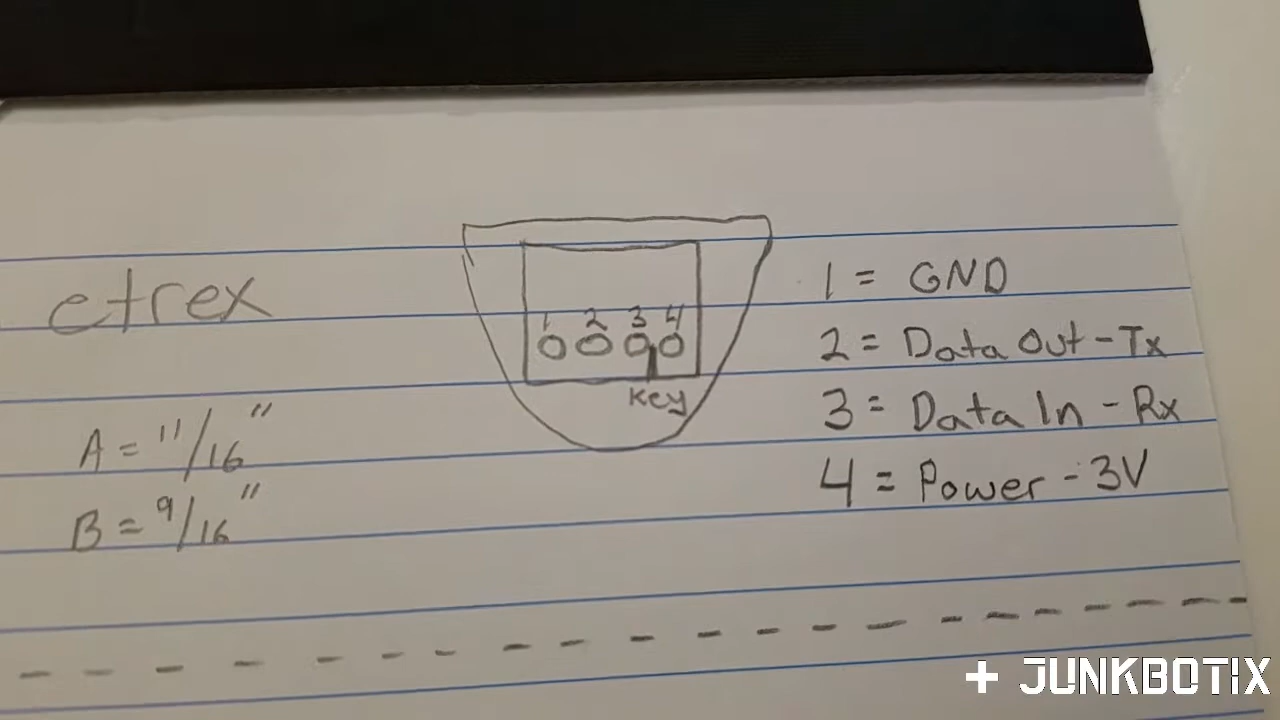 etrex
A = 11/16"
B = 9/16"
1 2 3 4
Key
1 = GND
2 = Data Out - Tx
3 = Data In - Rx
4 = Power - 3V
+ JUNKBOTIX